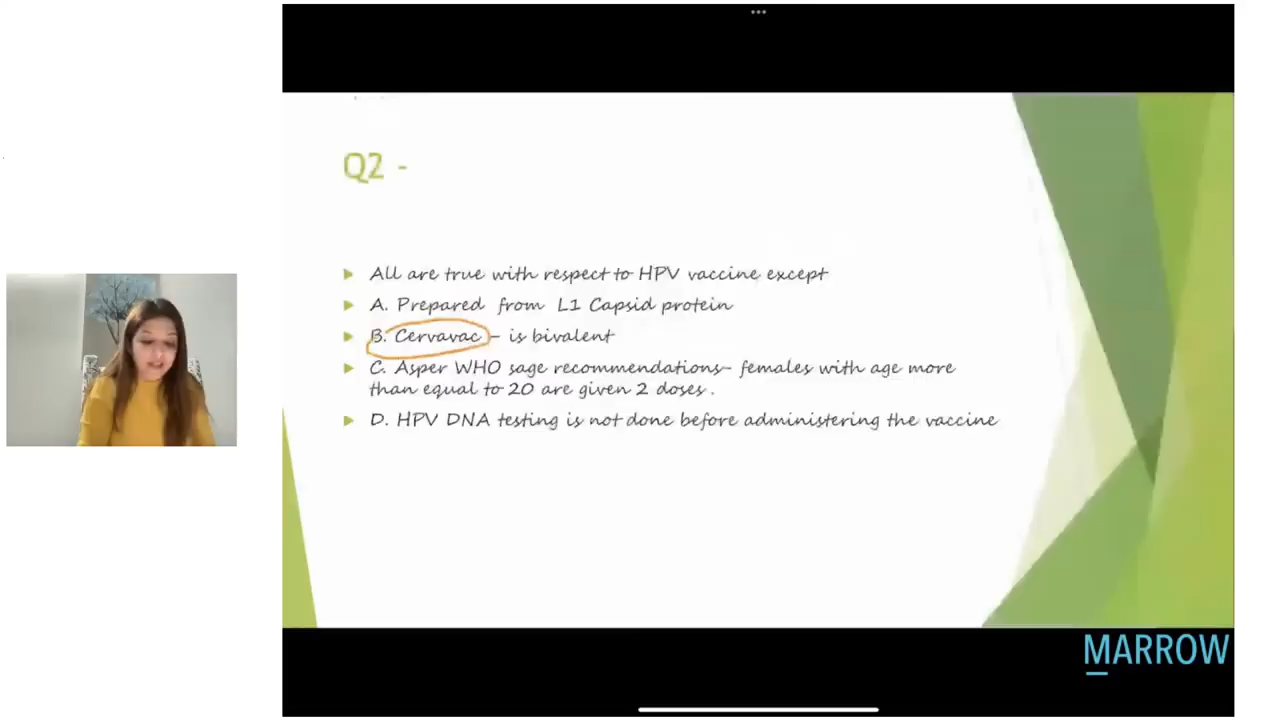 Q2 -
All are true with respect to HPV vaccine except
A. Prepared from L1 Capsid protein
B. Cervavac - is bivalent
C. Asper WHO sage recommendations- females with age more
than equal to 20 are given 2 doses .
D. HPV DNA testing is not done before administering the vaccine
MARROW